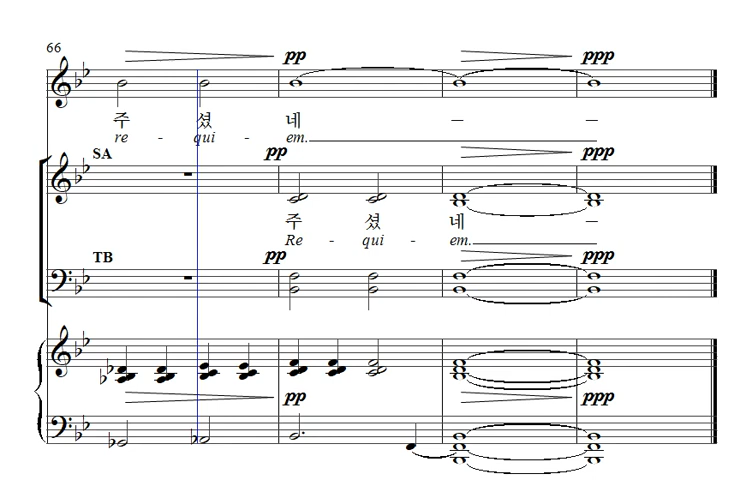 66
pp
ppp
주 셨 네 – –
re - qui - em.
SA
pp
ppp
주 셨 네 –
Re - qui - em.
TB
pp
ppp
pp
ppp